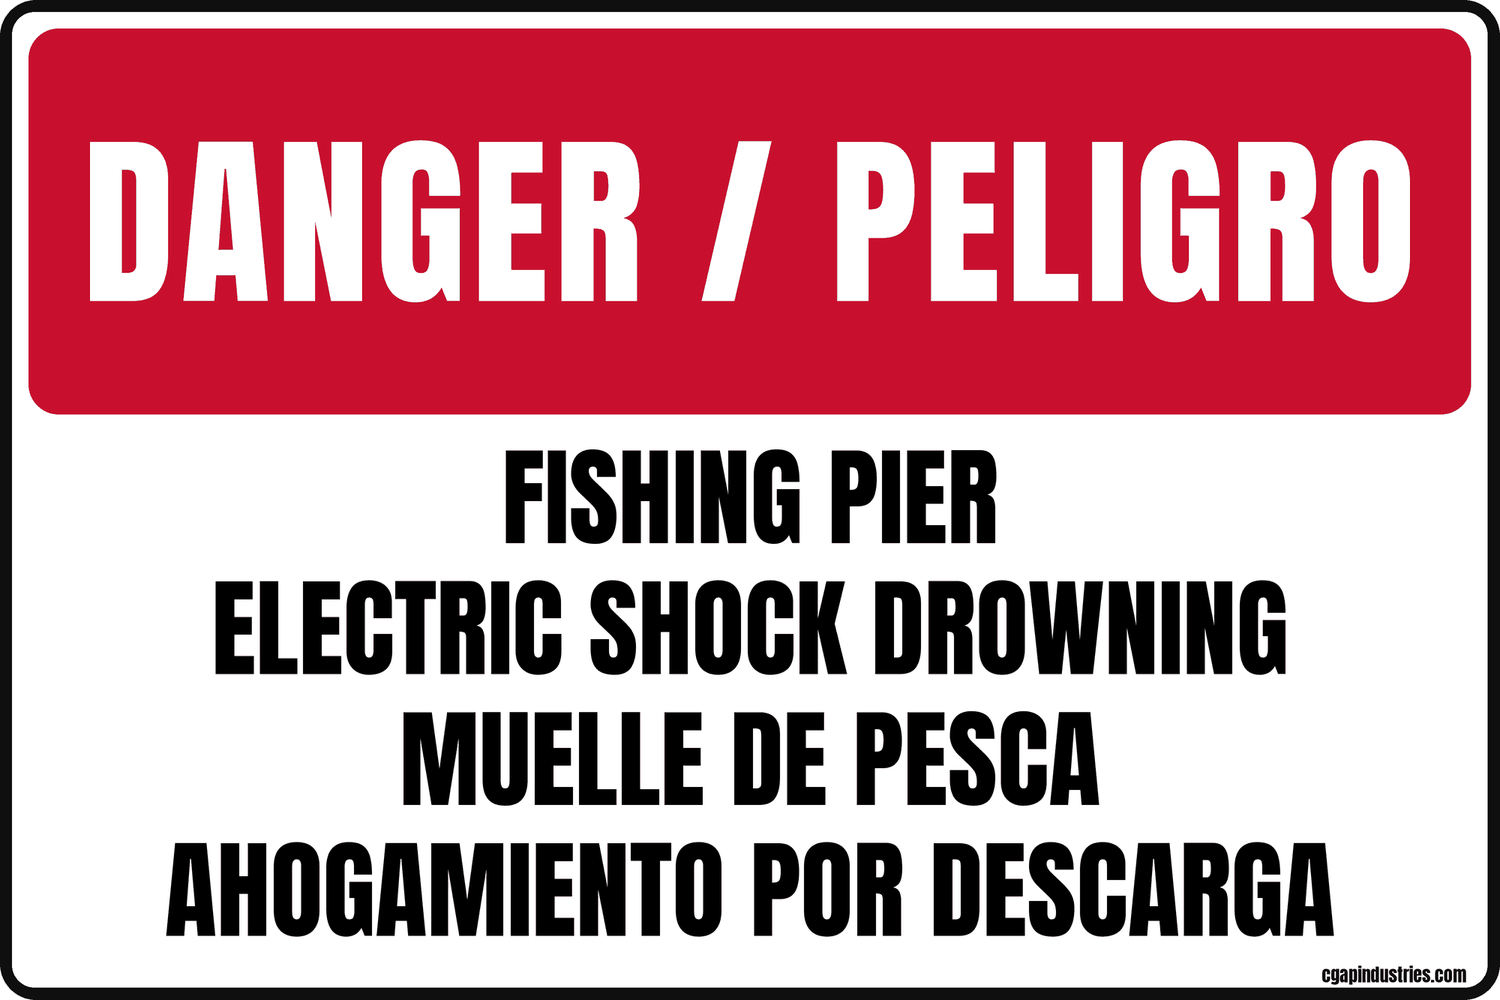 DANGER / PELIGRO
FISHING PIER
ELECTRIC SHOCK DROWNING
MUELLE DE PESCA
AHOGAMIENTO POR DESCARGA
cgapindustries.com